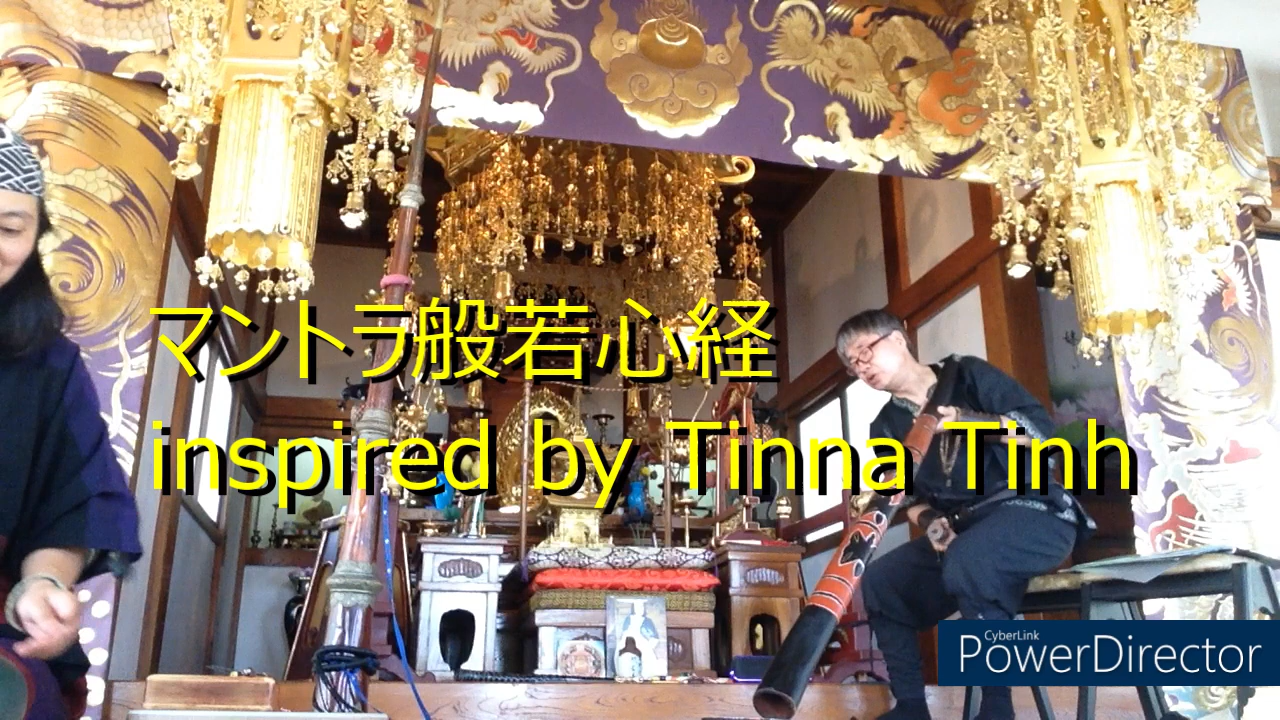 マントラ般若心経
inspired by Tinna Tinh
CyberLink
PowerDirector